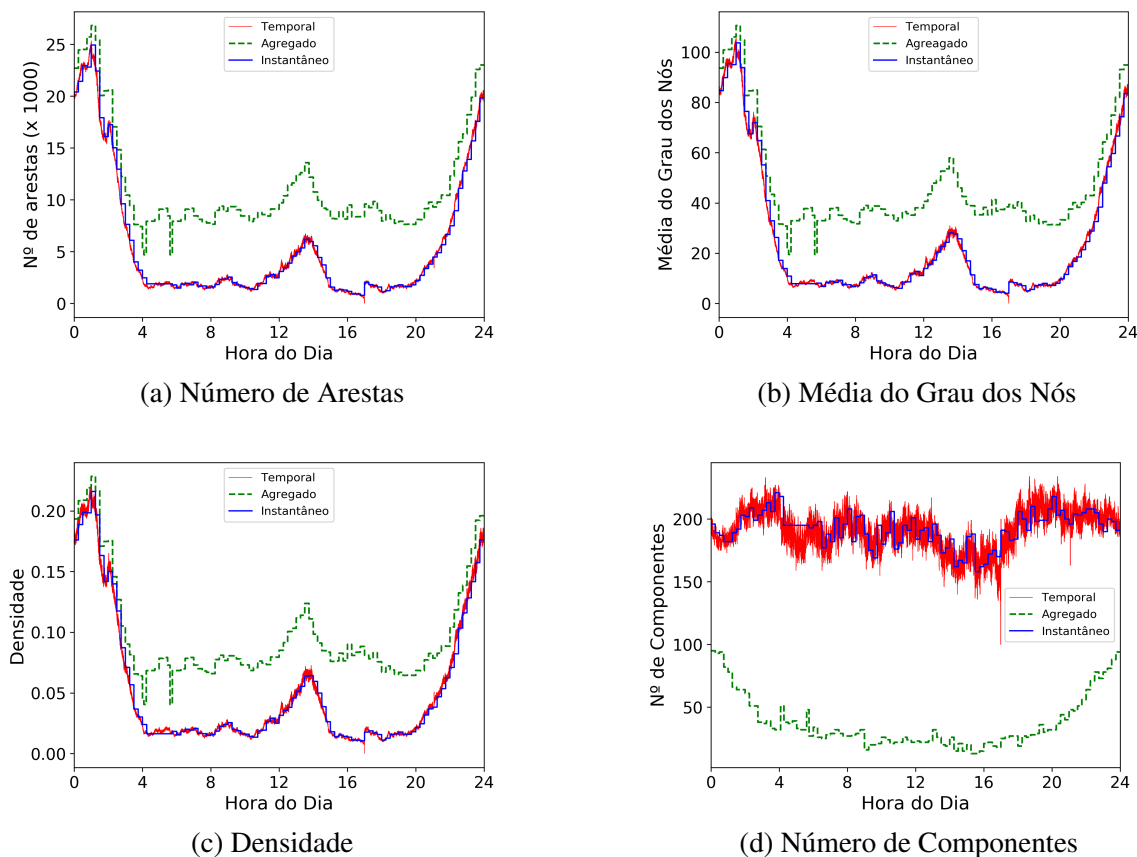 Nº de arestas (x 1000)
25
20
15
10
5
0
Temporal
Agregado
Instantâneo
0 4 8 12 16 20 24
Hora do Dia
(a) Número de Arestas
Média do Grau dos Nós
100
80
60
40
20
0
Temporal
Agreagado
Instantâneo
0 4 8 12 16 20 24
Hora do Dia
(b) Média do Grau dos Nós
Densidade
0.20
0.15
0.10
0.05
0.00
Temporal
Agregado
Instantâneo
0 4 8 12 16 20 24
Hora do Dia
(c) Densidade
Nº de Componentes
200
150
100
50
Temporal
Agregado
Instantâneo
0 4 8 12 16 20 24
Hora do Dia
(d) Número de Componentes